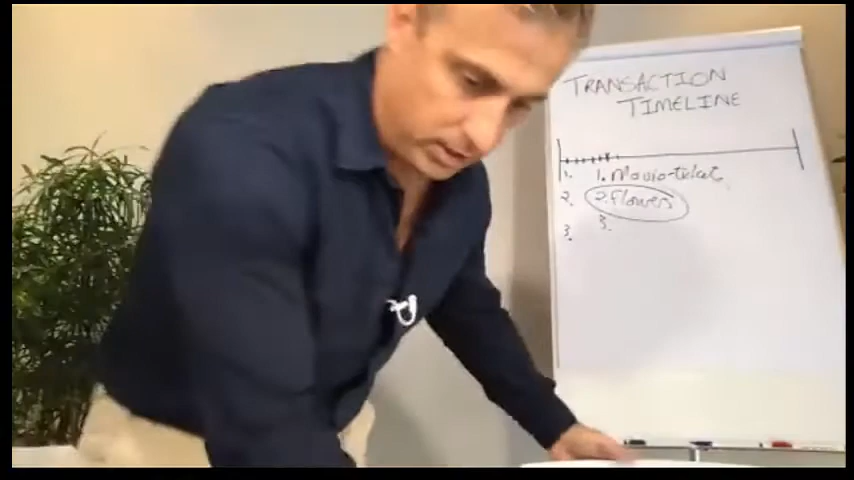 TRANSACTION
TIMELINE
1. 1. Movie-ticket
2. 2. Flowers
3. 3.